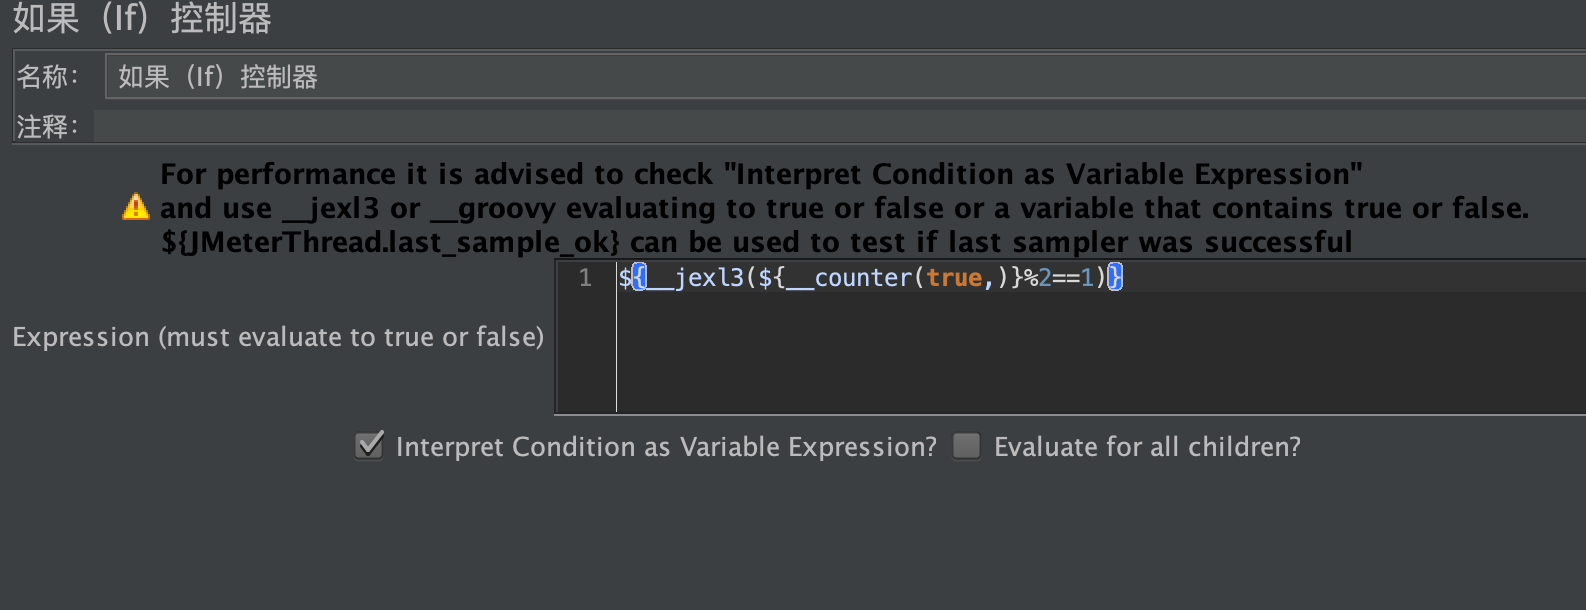 如果（If）控制器
名称： 如果（If）控制器
注释：
For performance it is advised to check "Interpret Condition as Variable Expression"
and use __jexl3 or __groovy evaluating to true or false or a variable that contains true or false.
${JMeterThread.last_sample_ok} can be used to test if last sampler was successful
1 ${__jexl3(${__counter(true,)}%2==1)}
Expression (must evaluate to true or false)
Interpret Condition as Variable Expression? Evaluate for all children?